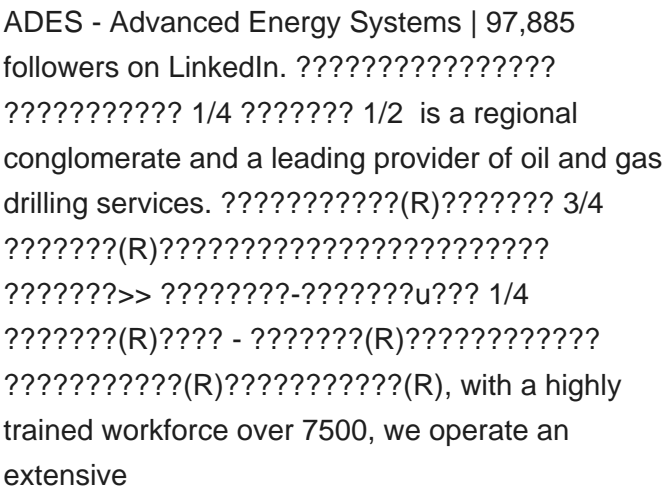 ADES - Advanced Energy Systems | 97,885
followers on LinkedIn. ????????????????
??????????? 1/4 ??????? 1/2  is a regional
conglomerate and a leading provider of oil and gas
drilling services. ???????????(R)??????? 3/4
???????(R)????????????????????????
???????>> ????????-???????u??? 1/4
???????(R)???? - ???????(R)????????????
???????????(R)???????????(R), with a highly
trained workforce over 7500, we operate an
extensive